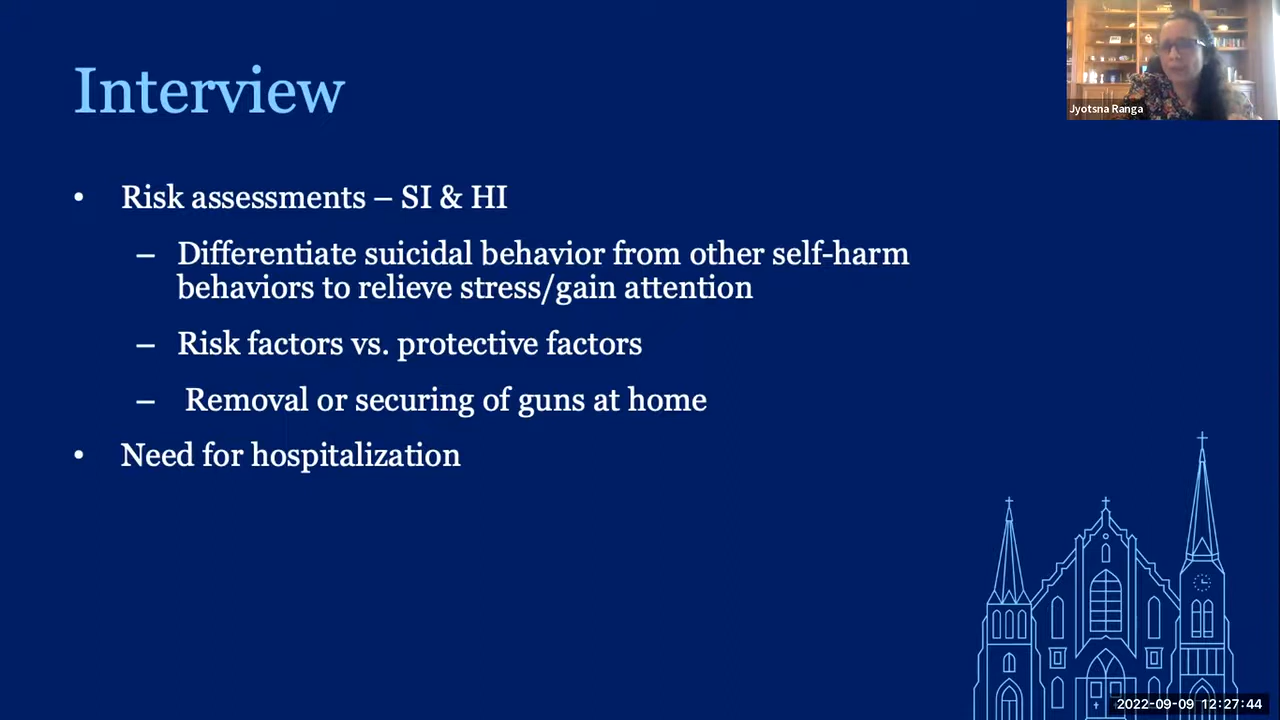 Interview
• Risk assessments – SI & HI
– Differentiate suicidal behavior from other self-harm
behaviors to relieve stress/gain attention
– Risk factors vs. protective factors
– Removal or securing of guns at home
• Need for hospitalization
Jyotsna Ranga
2022-09-09 12:27:44